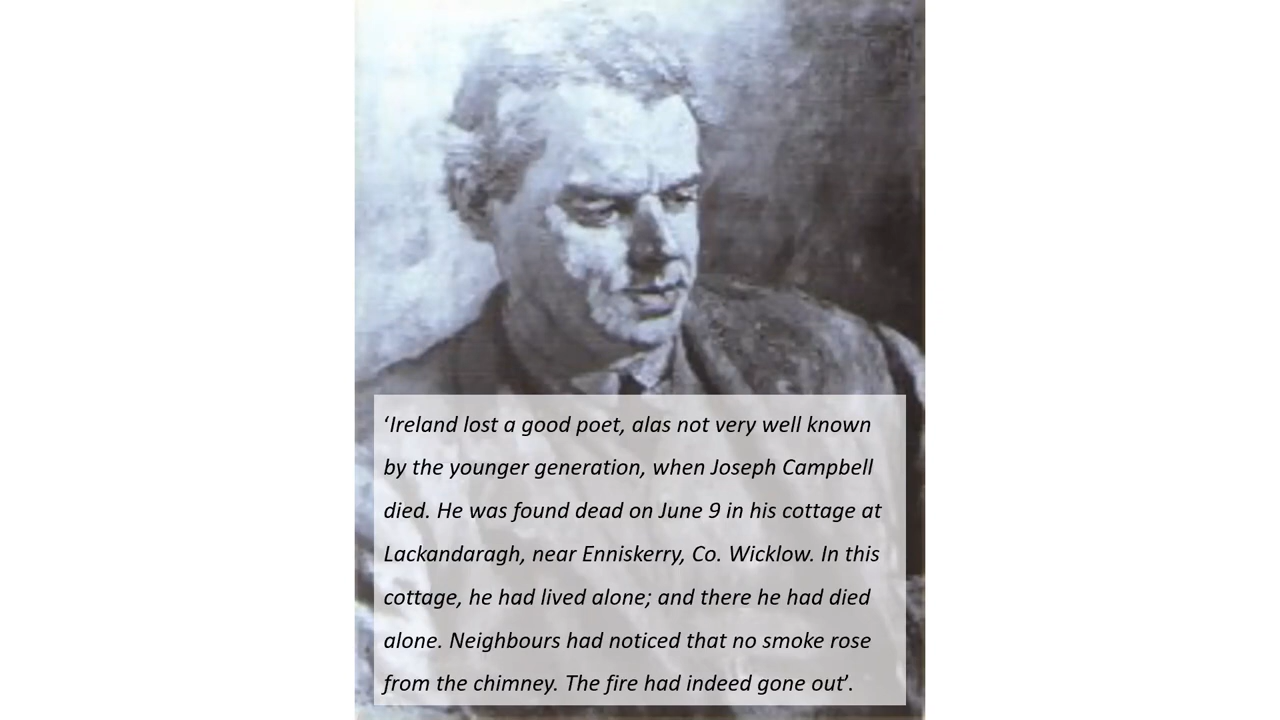 ‘Ireland lost a good poet, alas not very well known
by the younger generation, when Joseph Campbell
died. He was found dead on June 9 in his cottage at
Lackandaragh, near Enniskerry, Co. Wicklow. In this
cottage, he had lived alone; and there he had died
alone. Neighbours had noticed that no smoke rose
from the chimney. The fire had indeed gone out’.